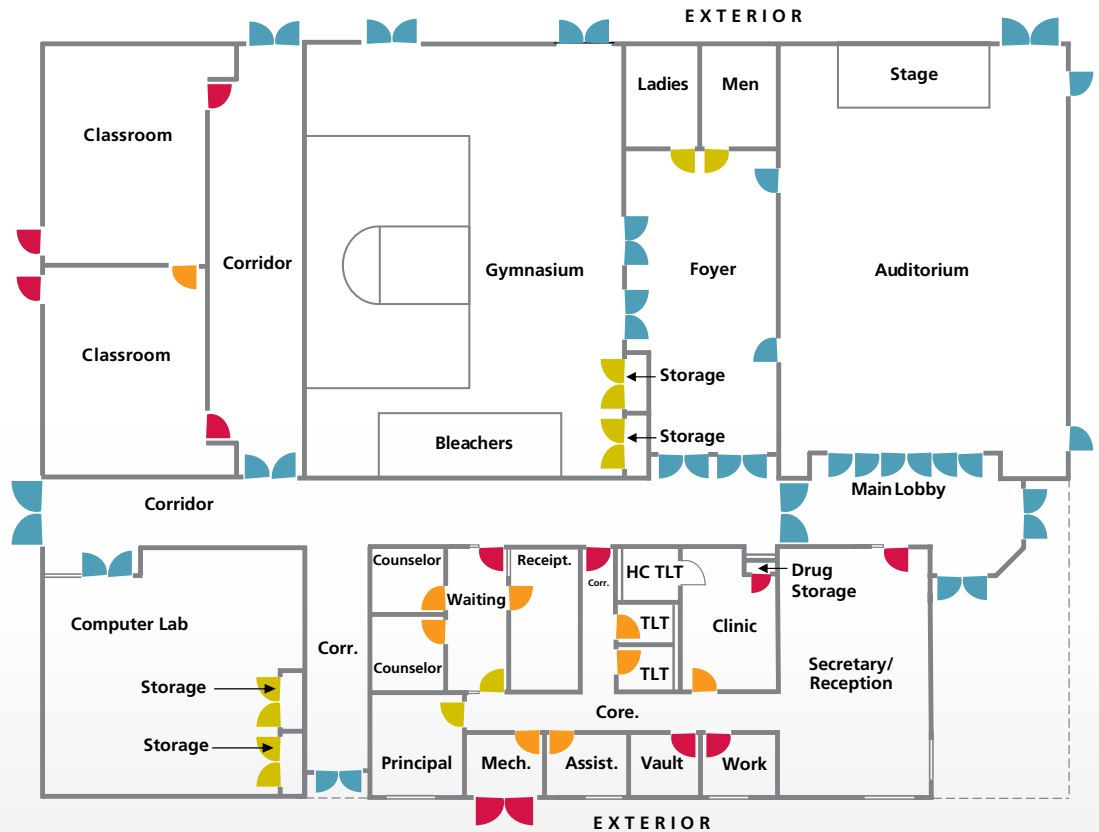 EXTERIOR
Ladies
Men
Stage
Classroom
Corridor
Gymnasium
Foyer
Auditorium
Classroom
Storage
Storage
Bleachers
Main Lobby
Corridor
Counselor
Waiting
Receipt.
Corr.
HC TLT
Drug
Storage
Computer Lab
TLT
Clinic
Corr.
Counselor
TLT
Secretary/
Reception
Storage
Storage
Core.
Principal
Mech.
Assist.
Vault
Work
EXTERIOR